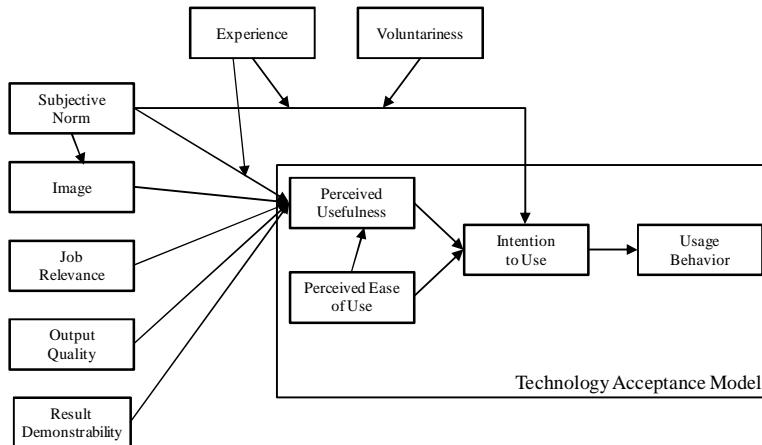 Experience
Voluntariness
Subjective
Norm
Image
Perceived
Usefulness
Job
Relevance
Intention
to Use
Usage
Behavior
Perceived Ease
of Use
Output
Quality
Technology Acceptance Model
Result
Demonstrability